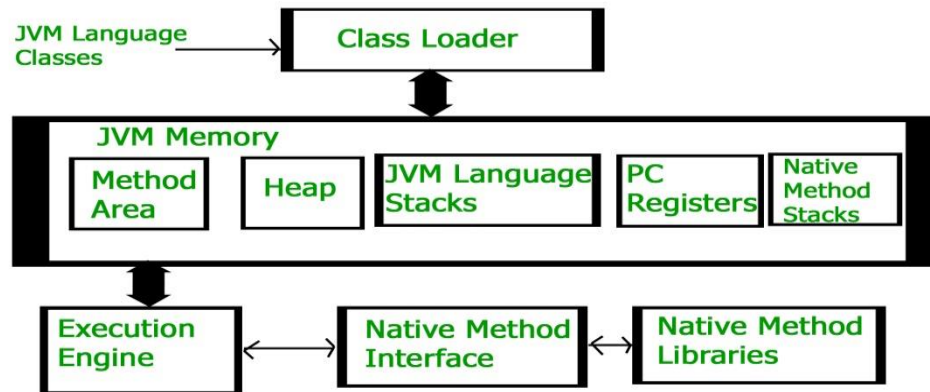 JVM Language
Classes
Class Loader
JVM Memory
Method
Area
Heap
JVM Language
Stacks
PC
Registers
Native
Method
Stacks
Execution
Engine
Native Method
Interface
Native Method
Libraries